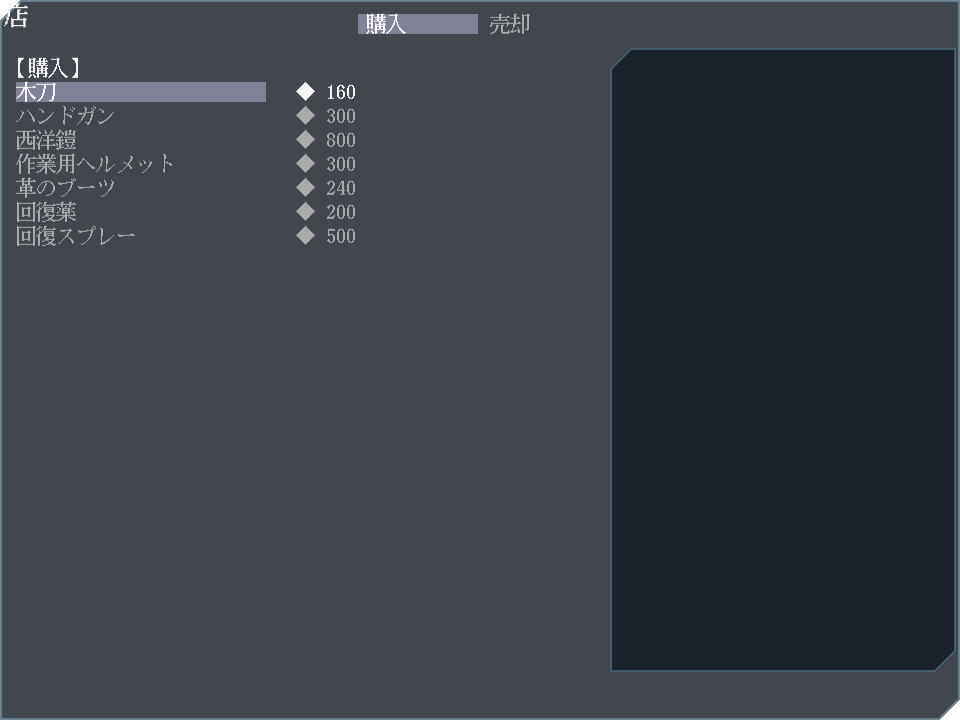 店
購入 売却
【購入】
木刀 ◆ 160
ハンドガン ◆ 300
西洋鎧 ◆ 800
作業用ヘルメット ◆ 300
革のブーツ ◆ 240
回復薬 ◆ 200
回復スプレー ◆ 500